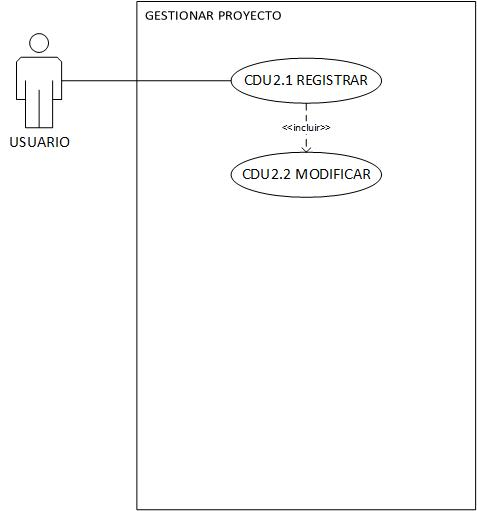 GESTIONAR PROYECTO
CDU2.1 REGISTRAR
<<incluir>>
USUARIO
CDU2.2 MODIFICAR